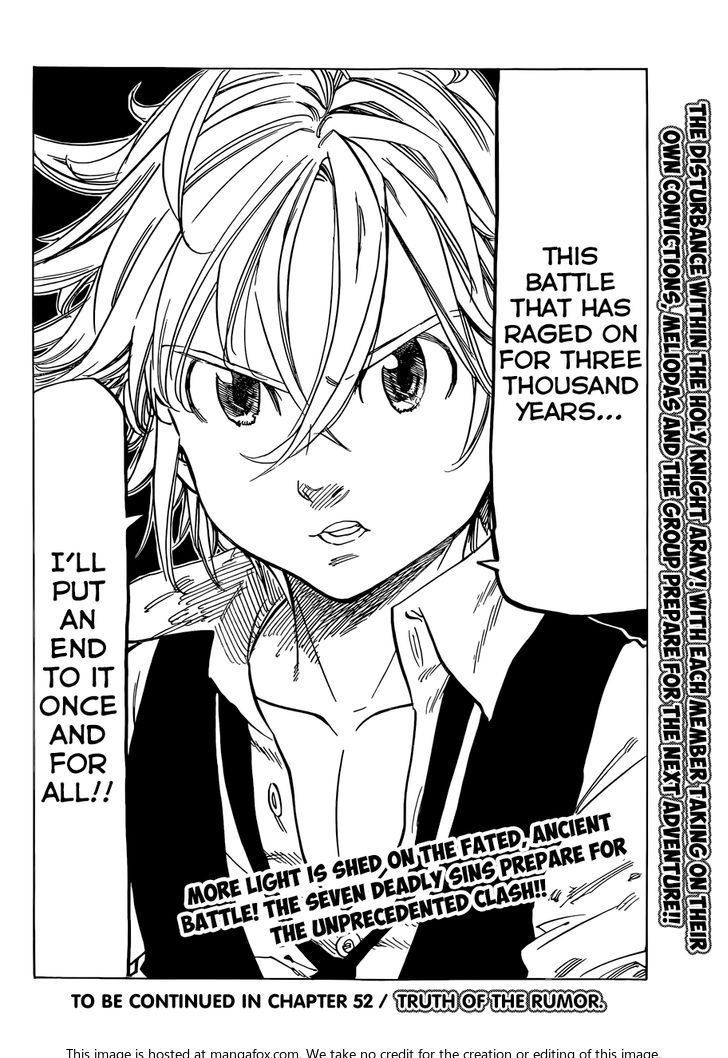 THE DISTURBANCE WITHIN THE HOLY KNIGHT ARMY! WITH EACH MEMBER TAKING ON THEIR
OWN CONVICTIONS, MELIODAS AND THE GROUP PREPARE FOR THE NEXT ADVENTURE!!
THIS
BATTLE
THAT HAS
RAGED ON
FOR THREE
THOUSAND
YEARS...
I'LL
PUT
AN
END
TO IT
ONCE
AND
FOR
ALL!!
MORE LIGHT IS SHED ON THE FATED, ANCIENT
BATTLE! THE SEVEN DEADLY SINS PREPARE FOR
THE UNPRECEDENTED CLASH!!
TO BE CONTINUED IN CHAPTER 52 / TRUTH OF THE RUMOR.
This image is hosted at mangafox.com. We take no credit for the creation or editing of this image.